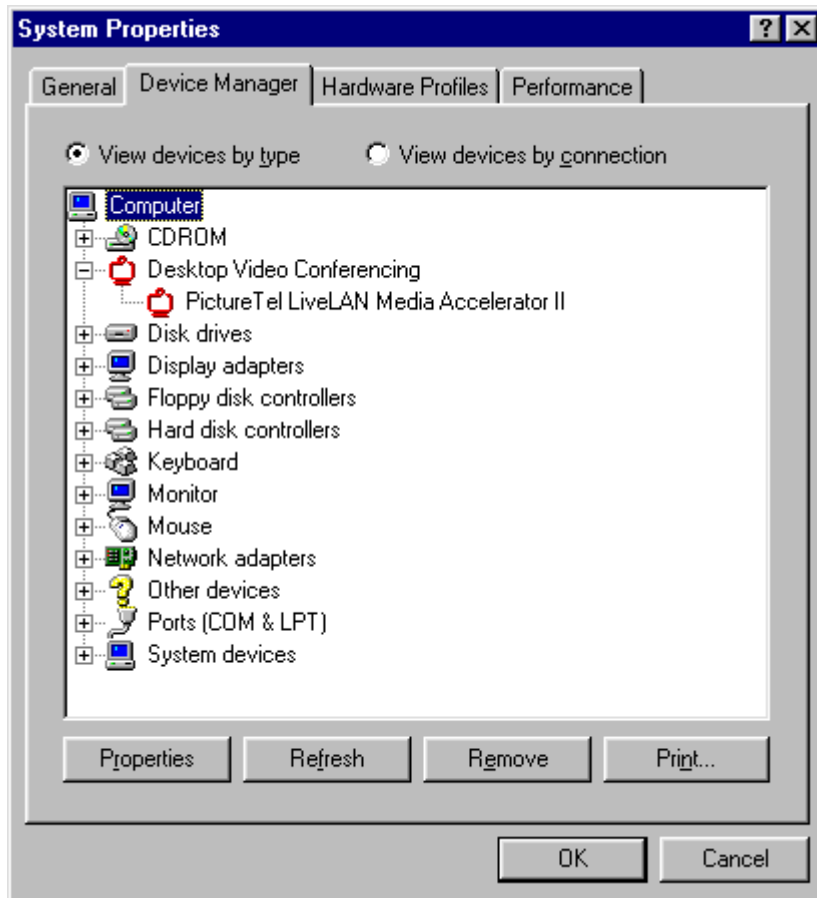 System Properties
General Device Manager Hardware Profiles Performance
View devices by type View devices by connection
Computer
CDROM
Desktop Video Conferencing
PictureTel LiveLAN Media Accelerator II
Disk drives
Display adapters
Floppy disk controllers
Hard disk controllers
Keyboard
Monitor
Mouse
Network adapters
Other devices
Ports (COM & LPT)
System devices
Properties Refresh Remove Print...
OK Cancel